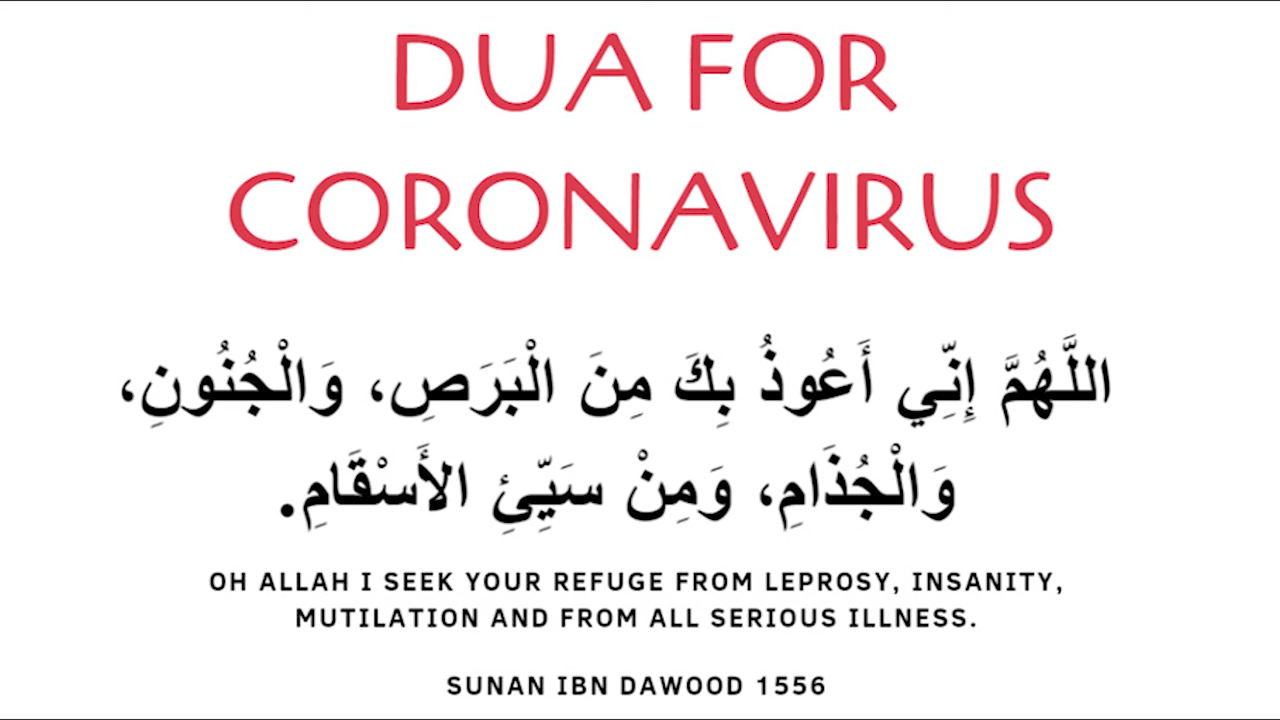 DUA FOR
CORONAVIRUS
اللَّهُمَّ إِنِّي أَعُوذُ بِكَ مِنَ الْبَرَصِ، وَالْجُنُونِ،
وَالْجُذَامِ، وَمِنْ سَيِّئِ الأَسْقَامِ.
OH ALLAH I SEEK YOUR REFUGE FROM LEPROSY, INSANITY,
MUTILATION AND FROM ALL SERIOUS ILLNESS.
SUNAN IBN DAWOOD 1556